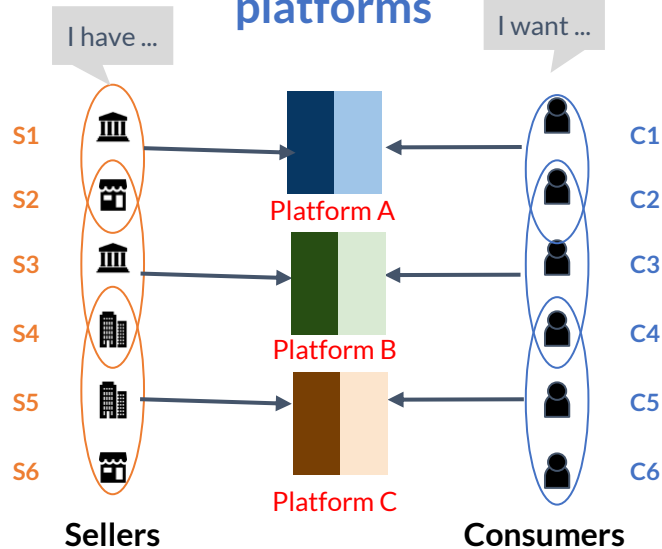 platforms
I have ...
I want ...
S1
C1
S2
C2
Platform A
S3
C3
S4
C4
Platform B
S5
C5
S6
C6
Platform C
Sellers
Consumers